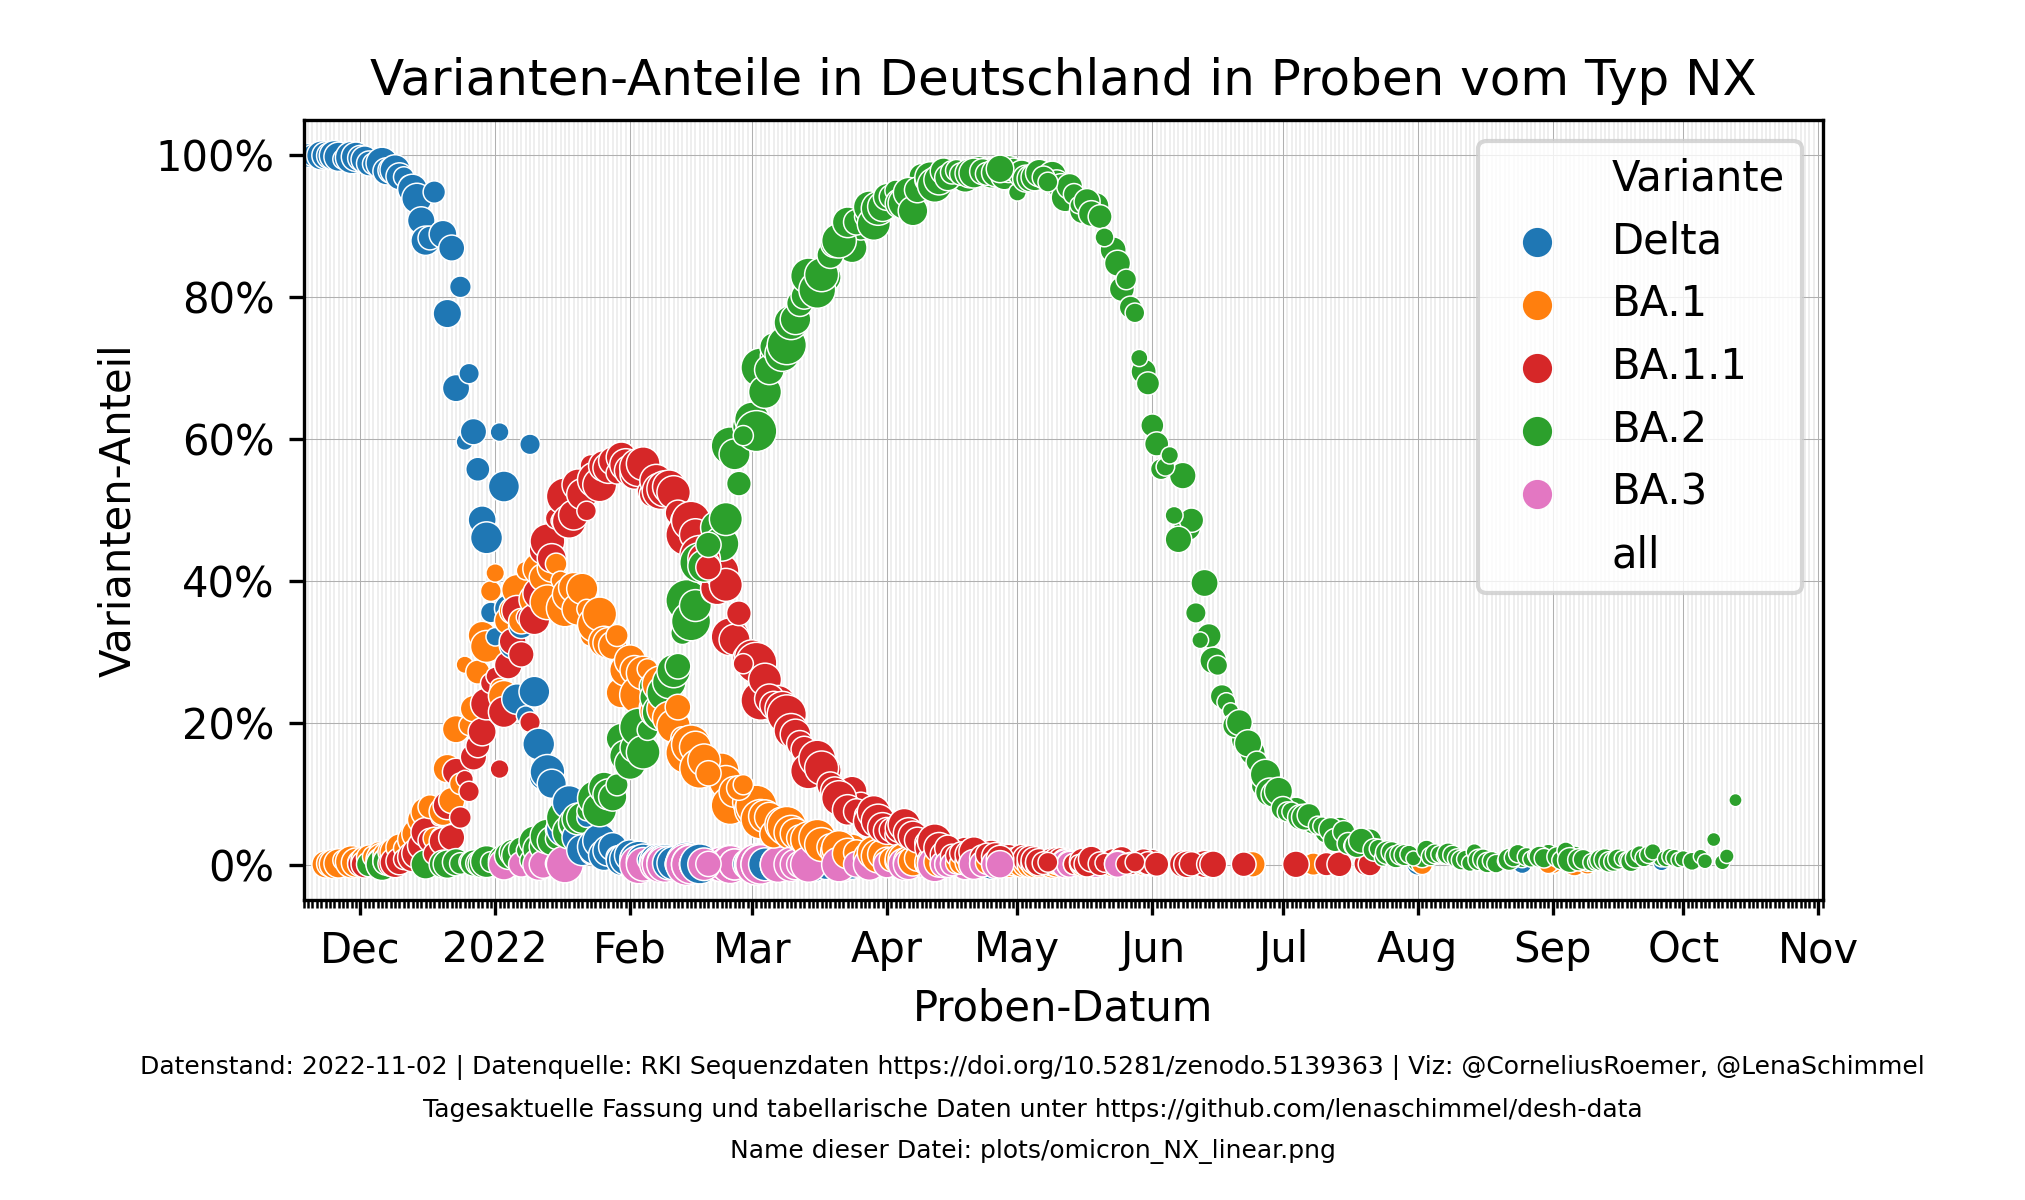 Varianten-Anteile in Deutschland in Proben vom Typ NX
100%
80%
60%
40%
20%
0%
Varianten-Anteil
Variante
Delta
BA.1
BA.1.1
BA.2
BA.3
all
Dec 2022 Feb Mar Apr May Jun Jul Aug Sep Oct Nov
Proben-Datum
Datenstand: 2022-11-02 | Datenquelle: RKI Sequenzdaten https://doi.org/10.5281/zenodo.5139363 | Viz: @CorneliusRoemer, @LenaSchimmel
Tagesaktuelle Fassung und tabellarische Daten unter https://github.com/lenaschimmel/desh-data
Name dieser Datei: plots/omicron_NX_linear.png